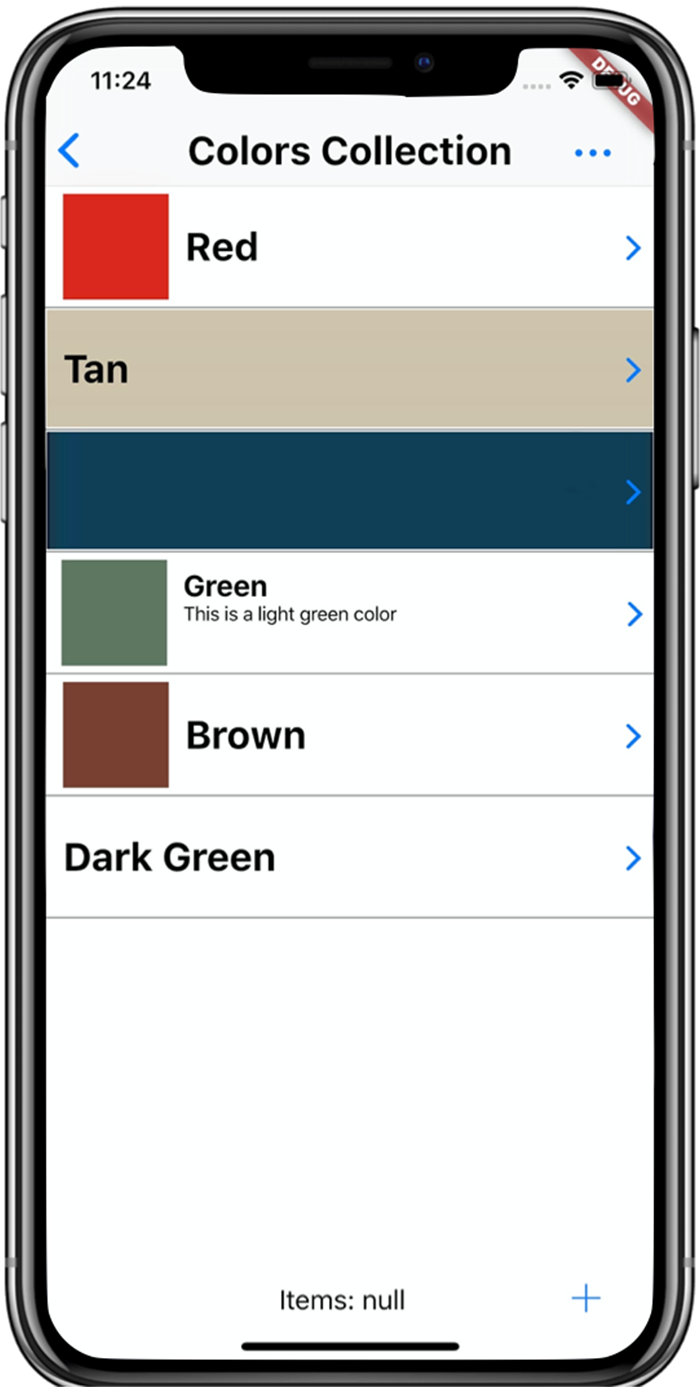 11:24
DEBUG
Colors Collection
Red
Tan
Green
This is a light green color
Brown
Dark Green
Items: null